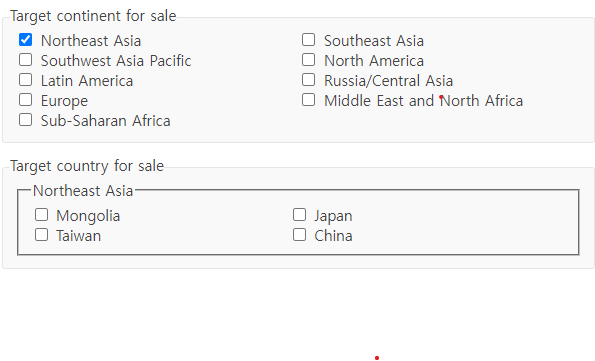 Target continent for sale
Northeast Asia Southeast Asia
Southwest Asia Pacific North America
Latin America Russia/Central Asia
Europe Middle East and North Africa
Sub-Saharan Africa
Target country for sale
Northeast Asia
Mongolia Japan
Taiwan China